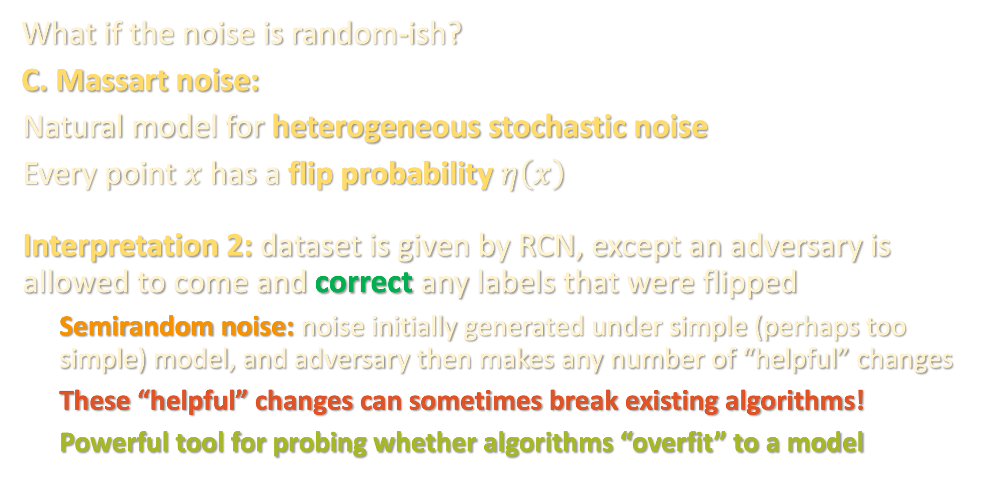 What if the noise is random-ish?
C. Massart noise:
Natural model for heterogeneous stochastic noise
Every point 𝑥 has a flip probability 𝜂(𝑥)
Interpretation 2: dataset is given by RCN, except an adversary is
allowed to come and correct any labels that were flipped
Semirandom noise: noise initially generated under simple (perhaps too
simple) model, and adversary then makes any number of “helpful” changes
These “helpful” changes can sometimes break existing algorithms!
Powerful tool for probing whether algorithms “overfit” to a model